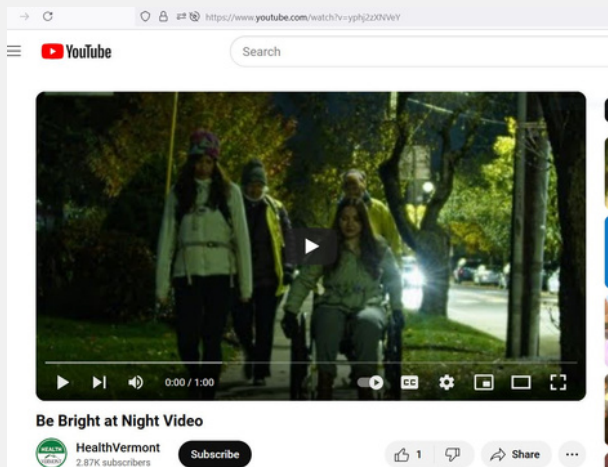 https://www.youtube.com/watch?v=yphj2zXNVeY
YouTube
Search
0:00 / 1:00
CC
Be Bright at Night Video
HEALTH
HealthVermont
2.87K subscribers
Subscribe
1
Share